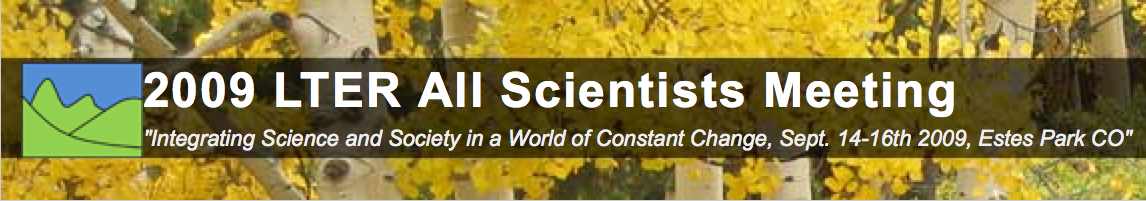 2009 LTER All Scientists Meeting
"Integrating Science and Society in a World of Constant Change, Sept. 14-16th 2009, Estes Park CO"